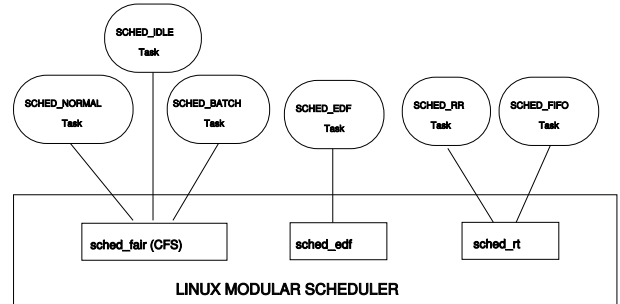 SCHED_IDLE
Task
SCHED_NORMAL
Task
SCHED_BATCH
Task
SCHED_EDF
Task
SCHED_RR
Task
SCHED_FIFO
Task
sched_fair (CFS)
sched_edf
sched_rt
LINUX MODULAR SCHEDULER